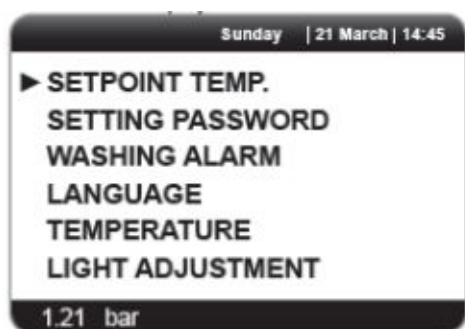 Sunday | 21 March | 14:45
SETPOINT TEMP.
SETTING PASSWORD
WASHING ALARM
LANGUAGE
TEMPERATURE
LIGHT ADJUSTMENT
1.21 bar